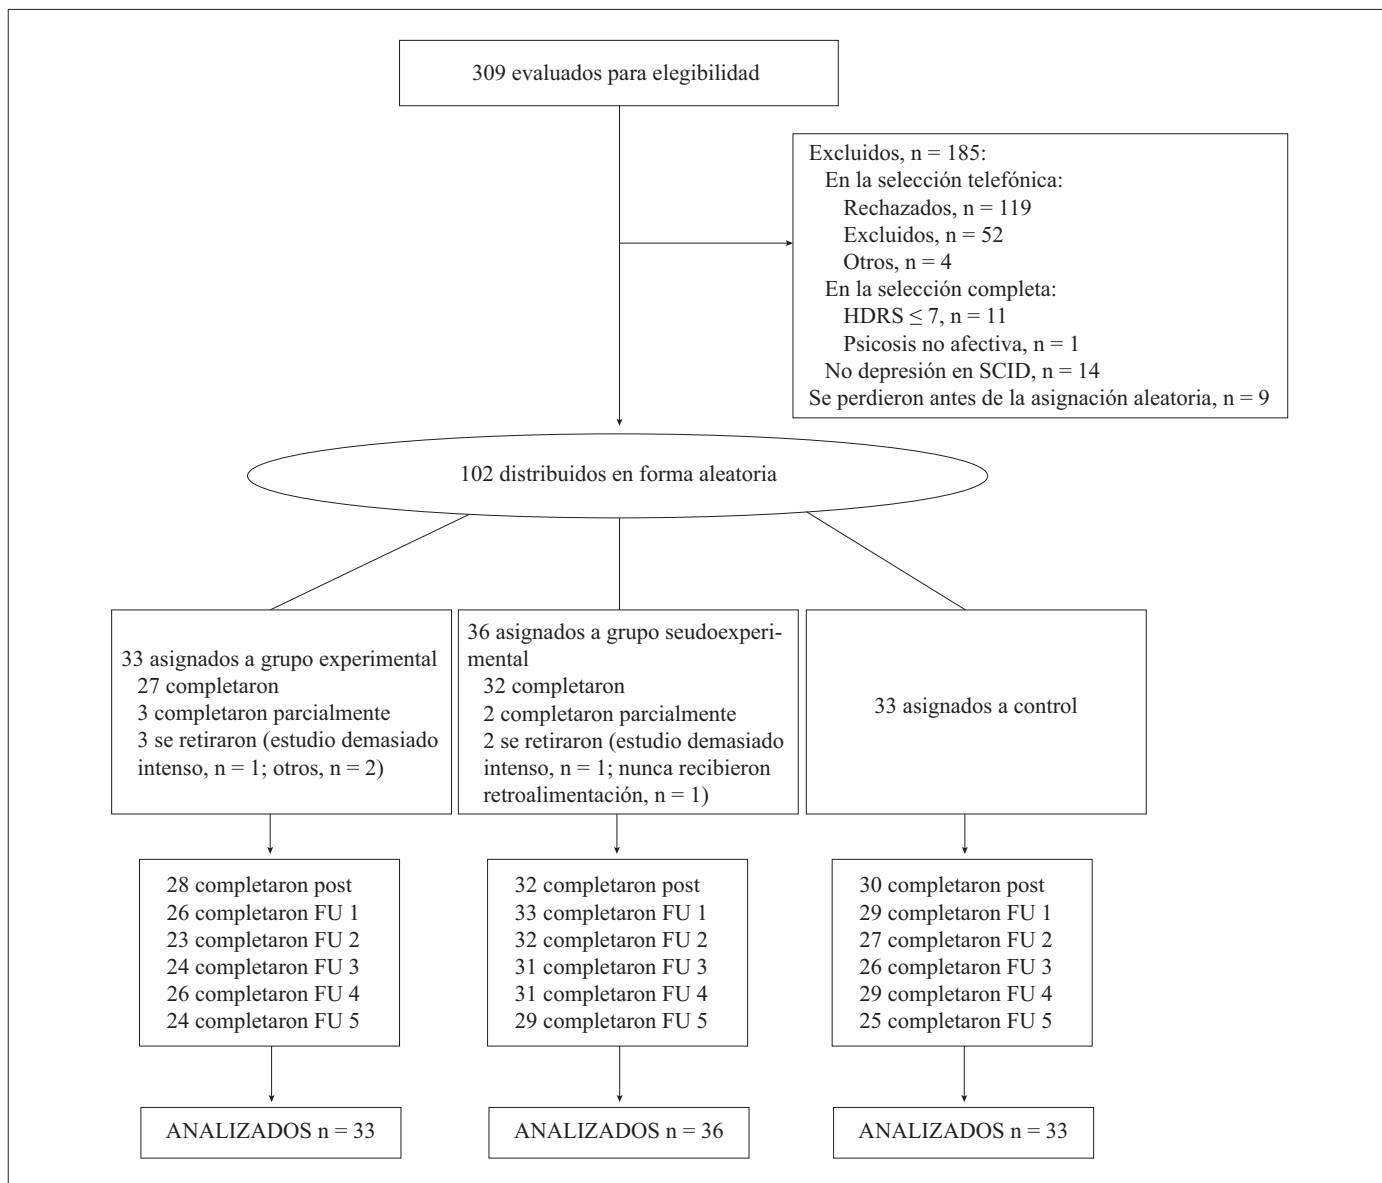 309 evaluados para elegibilidad
Excluidos, n = 185:
En la selección telefónica:
Rechazados, n = 119
Excluidos, n = 52
Otros, n = 4
En la selección completa:
HDRS ≤ 7, n = 11
Psicosis no afectiva, n = 1
No depresión en SCID, n = 14
Se perdieron antes de la asignación aleatoria, n = 9
102 distribuidos en forma aleatoria
33 asignados a grupo experimental
27 completaron
3 completaron parcialmente
3 se retiraron (estudio demasiado
intenso, n = 1; otros, n = 2)
36 asignados a grupo seudoexperi-
mental
32 completaron
2 completaron parcialmente
2 se retiraron (estudio demasiado
intenso, n = 1; nunca recibieron
retroalimentación, n = 1)
33 asignados a control
28 completaron post
26 completaron FU 1
23 completaron FU 2
24 completaron FU 3
26 completaron FU 4
24 completaron FU 5
32 completaron post
33 completaron FU 1
32 completaron FU 2
31 completaron FU 3
31 completaron FU 4
29 completaron FU 5
30 completaron post
29 completaron FU 1
27 completaron FU 2
26 completaron FU 3
29 completaron FU 4
25 completaron FU 5
ANALIZADOS n = 33
ANALIZADOS n = 36
ANALIZADOS n = 33